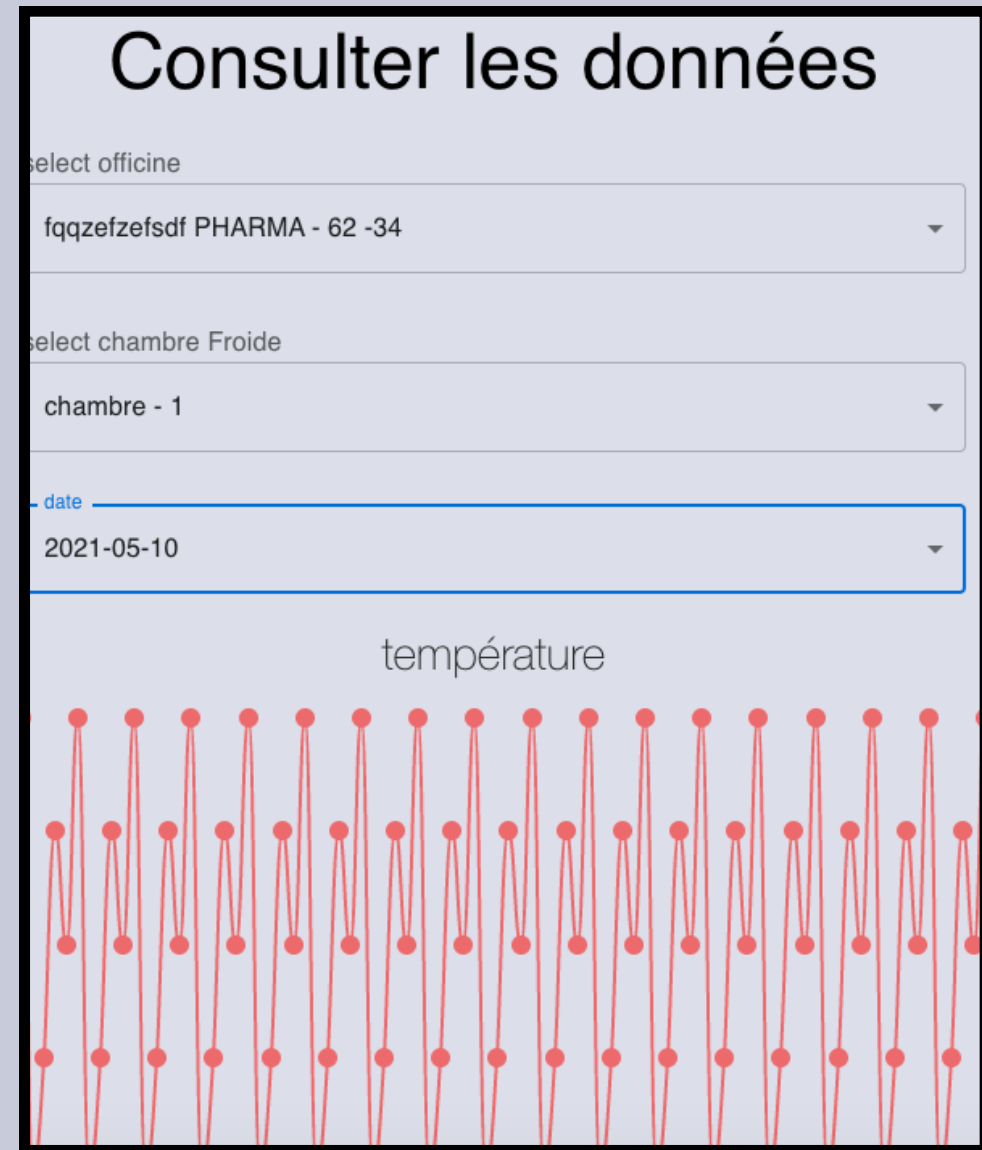 Consulter les données
select officine
fqqzefzefsdf PHARMA - 62 -34
select chambre Froide
chambre - 1
date
2021-05-10
température